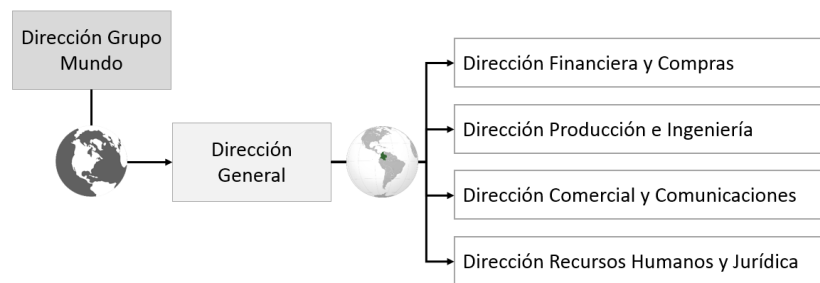 Dirección Grupo
Mundo
Dirección
General
Dirección Financiera y Compras
Dirección Producción e Ingeniería
Dirección Comercial y Comunicaciones
Dirección Recursos Humanos y Jurídica